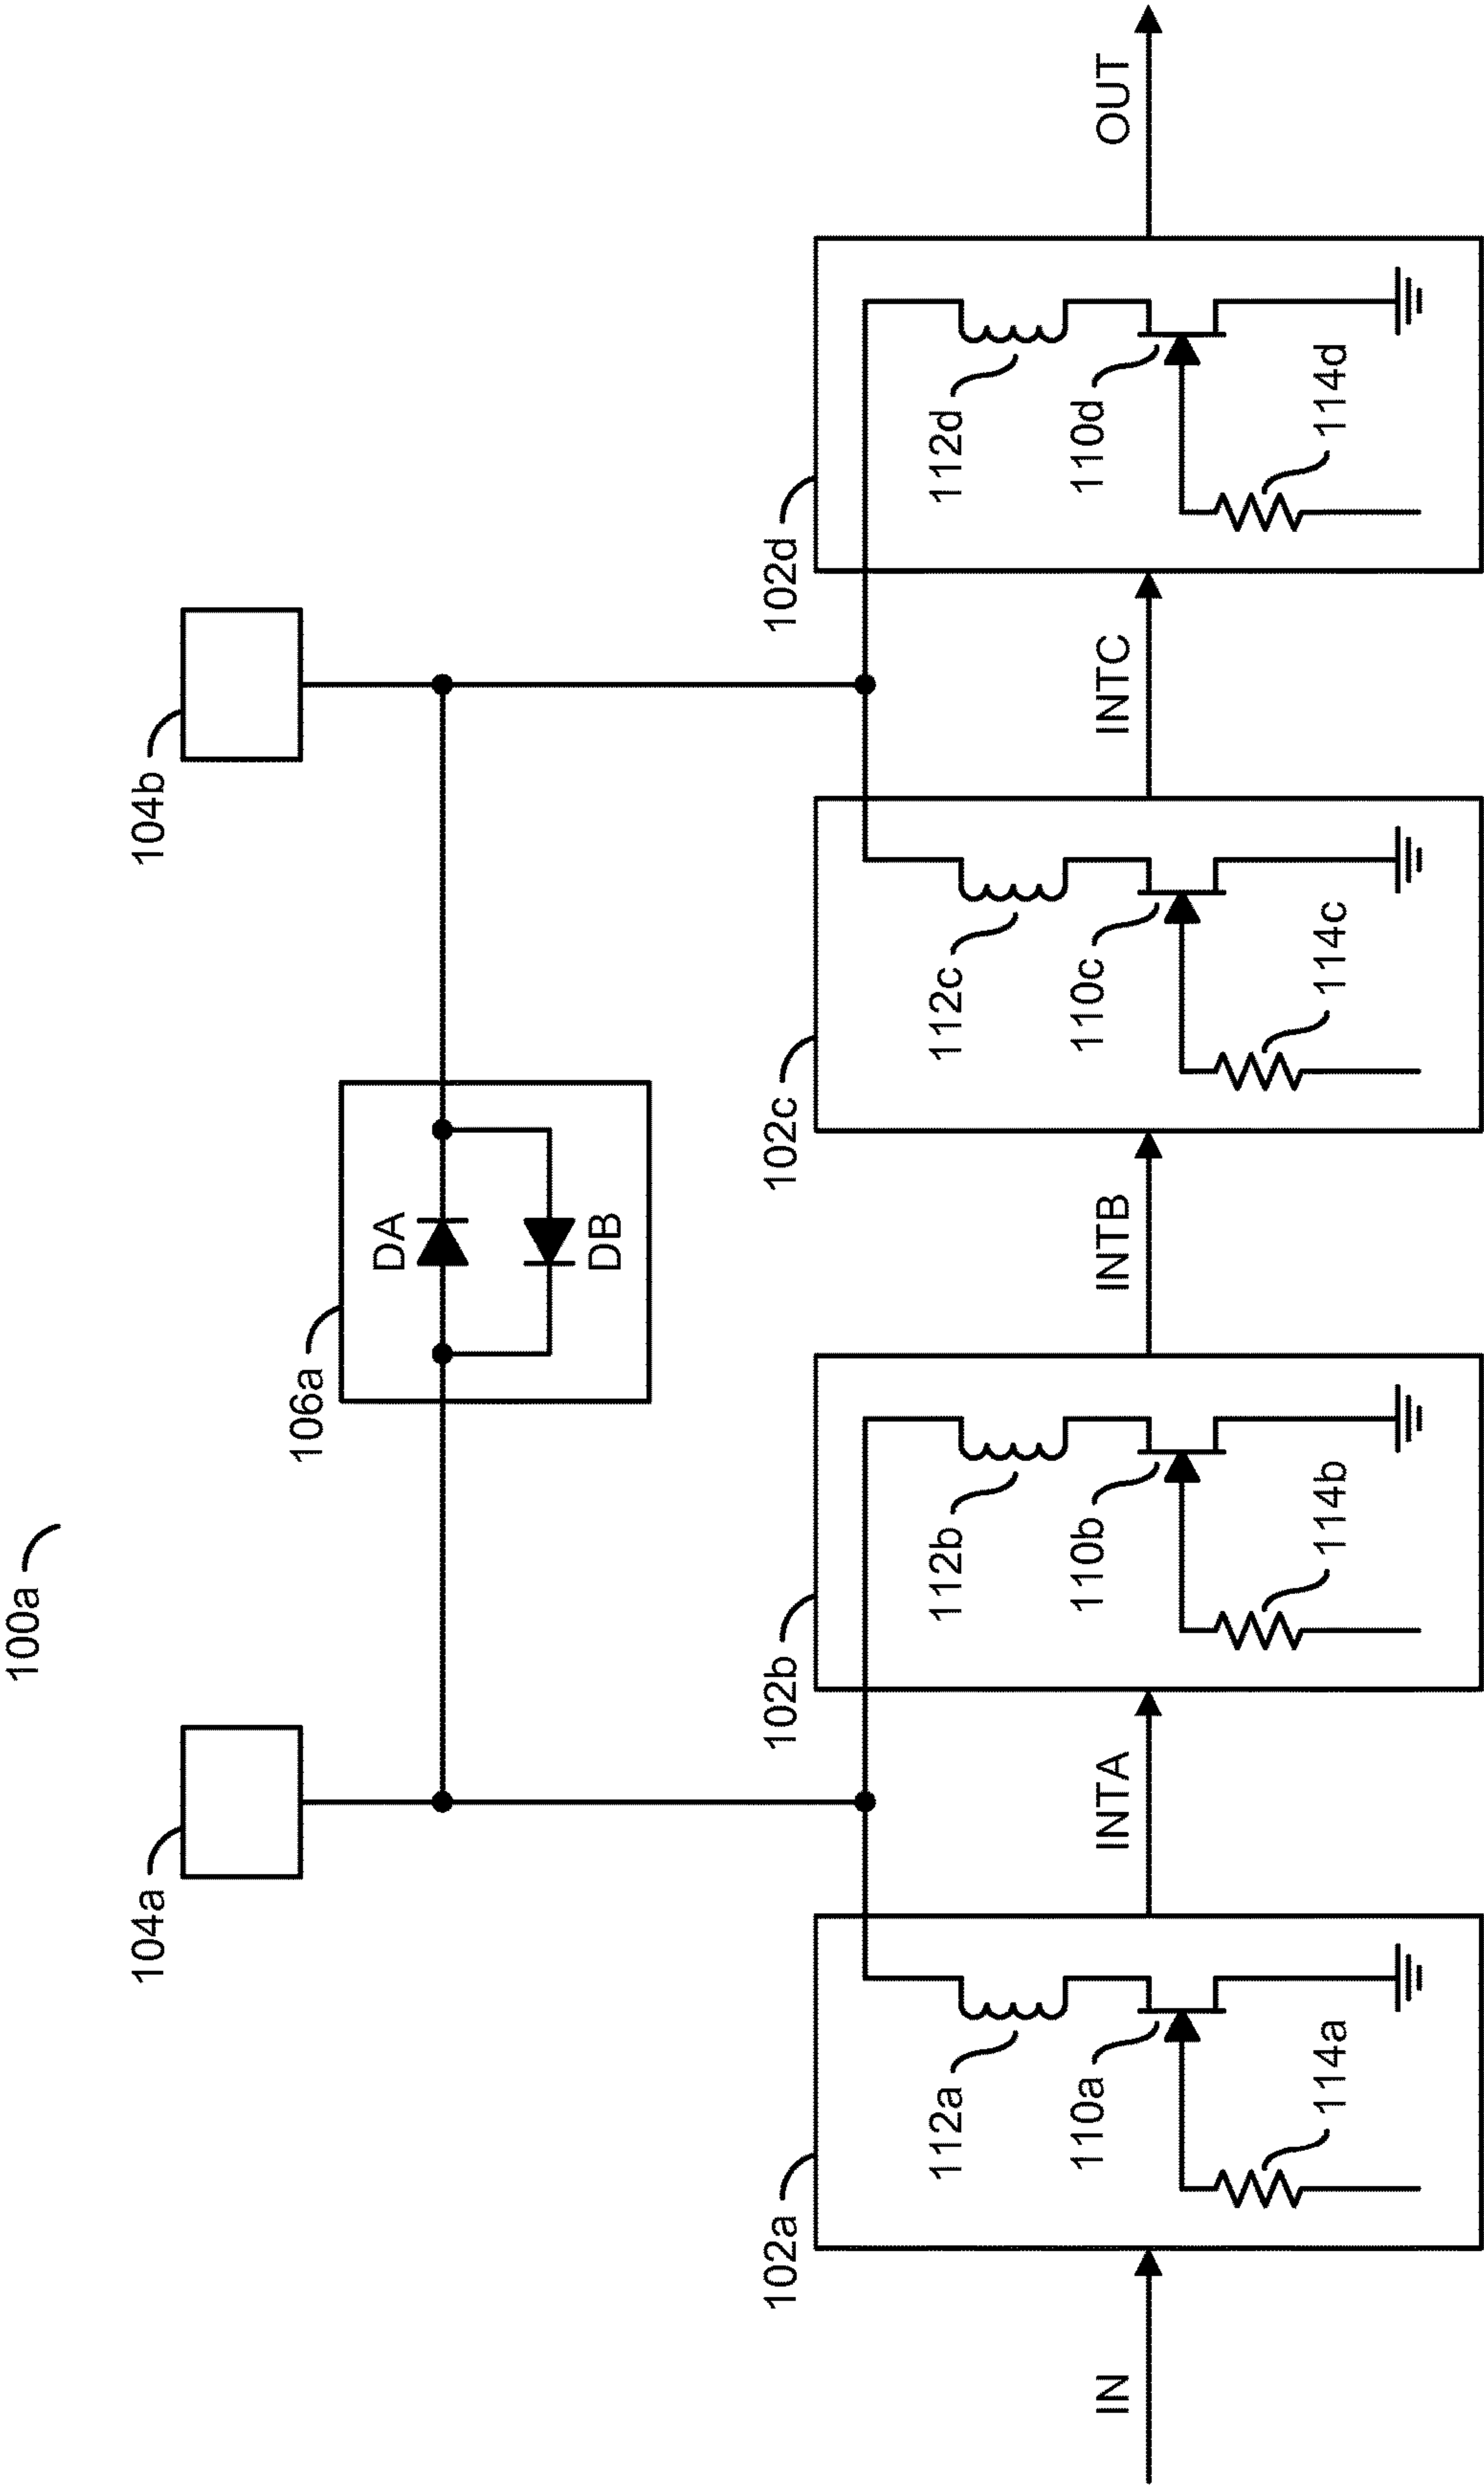 100a
104a
104b
106a
DA
DB
102a
102b
102c
102d
112a
112b
112c
112d
IN
INTA
INTB
INTC
OUT
110a
110b
110c
110d
114a
114b
114c
114d